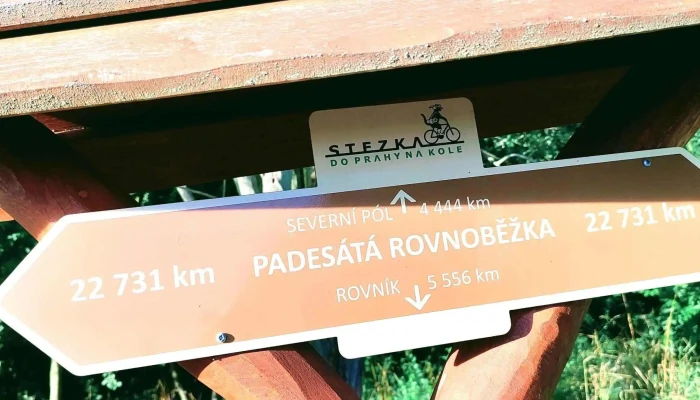 STEZKA
DO PRAHY NA KOLE
SEVERNÍ PÓL ↑ 4 444 km
22 731 km PADESÁTÁ ROVNOBĚŽKA 22 731 km
ROVNÍK ↓ 5 556 km